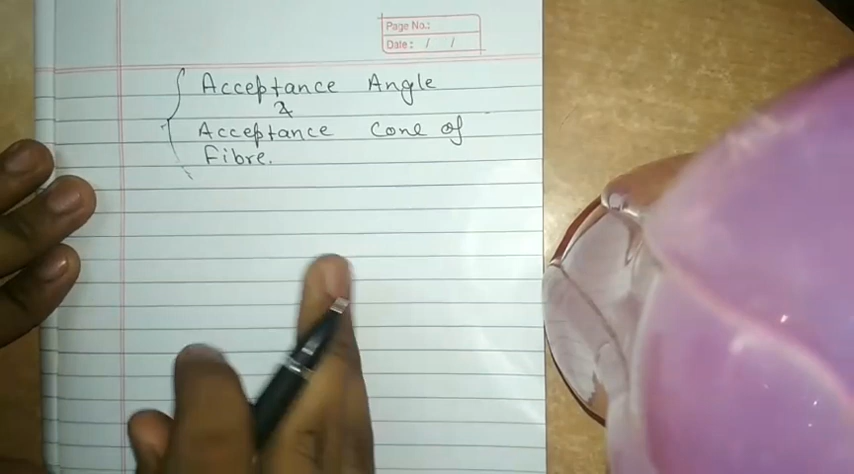 Page No.:
Date: / /
Acceptance Angle
&
Acceptance Cone of
Fibre.